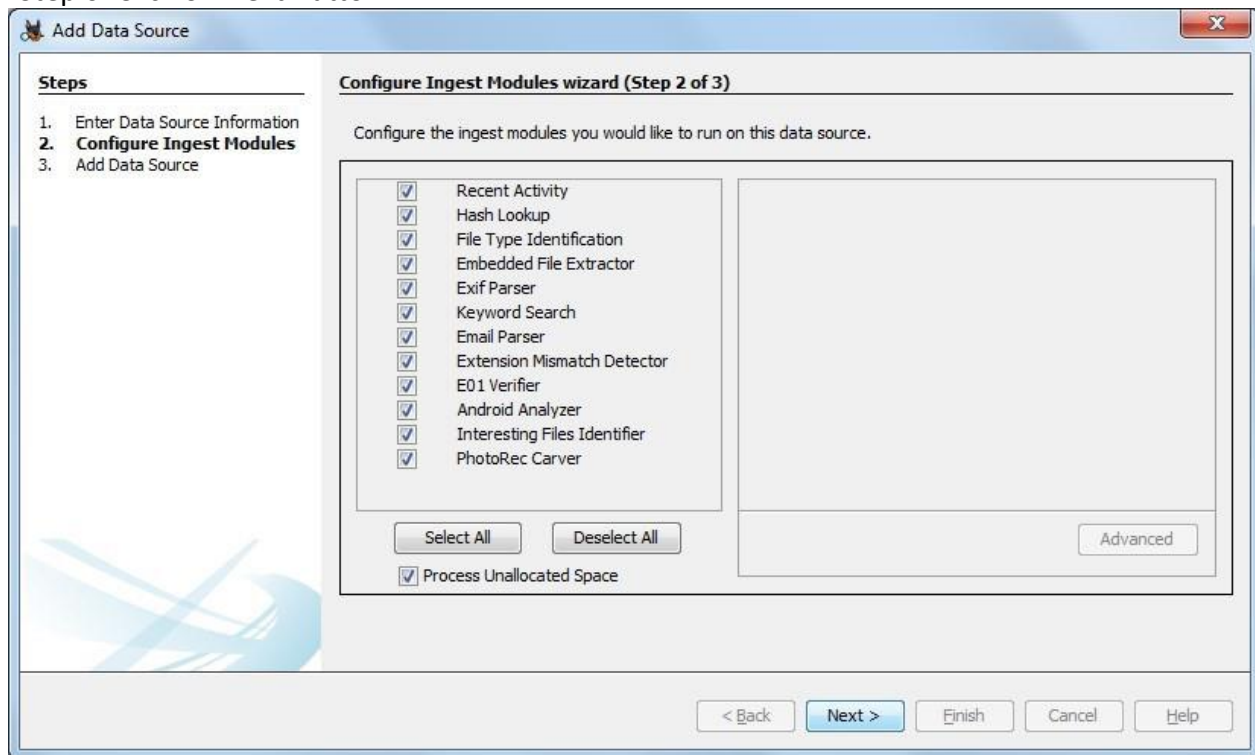 Add Data Source
Steps
1. Enter Data Source Information
2. Configure Ingest Modules
3. Add Data Source
Configure Ingest Modules wizard (Step 2 of 3)
Configure the ingest modules you would like to run on this data source.
Recent Activity
Hash Lookup
File Type Identification
Embedded File Extractor
Exif Parser
Keyword Search
Email Parser
Extension Mismatch Detector
E01 Verifier
Android Analyzer
Interesting Files Identifier
PhotoRec Carver
Select All Deselect All
Advanced
Process Unallocated Space
< Back Next > Finish Cancel Help